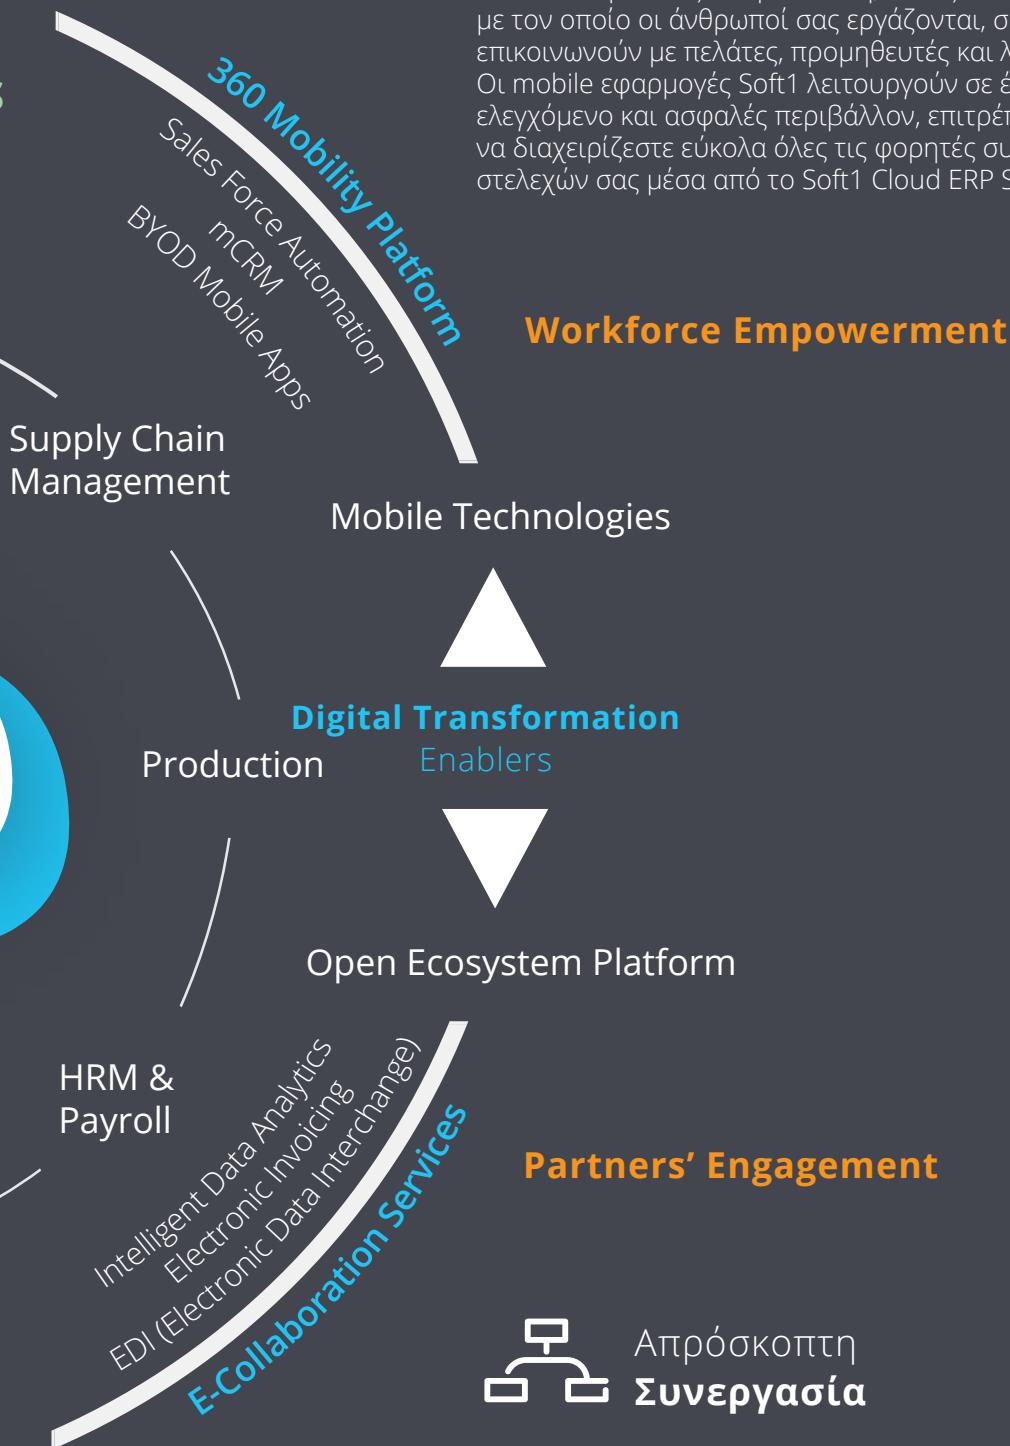 με τον οποίο οι άνθρωποί σας εργάζονται,
επικοινωνούν με πελάτες, προμηθευτές και
Οι mobile εφαρμογές Soft1 λειτουργούν σε
ελεγχόμενο και ασφαλές περιβάλλον,
να διαχειρίζεστε εύκολα όλες τις φορητές
στελεχών σας μέσα από το Soft1 Cloud ERP
360 Mobility Platform
Sales Force Automation
mCRM
BYOD Mobile Apps
Workforce Empowerment
Supply Chain
Management
Mobile Technologies
Digital Transformation
Enablers
Production
Open Ecosystem Platform
HRM &
Payroll
Intelligent Data Analytics
Electronic Invoicing
EDI (Electronic Data Interchange)
E-Collaboration Services
Partners’ Engagement
Απρόσκοπτη
Συνεργασία